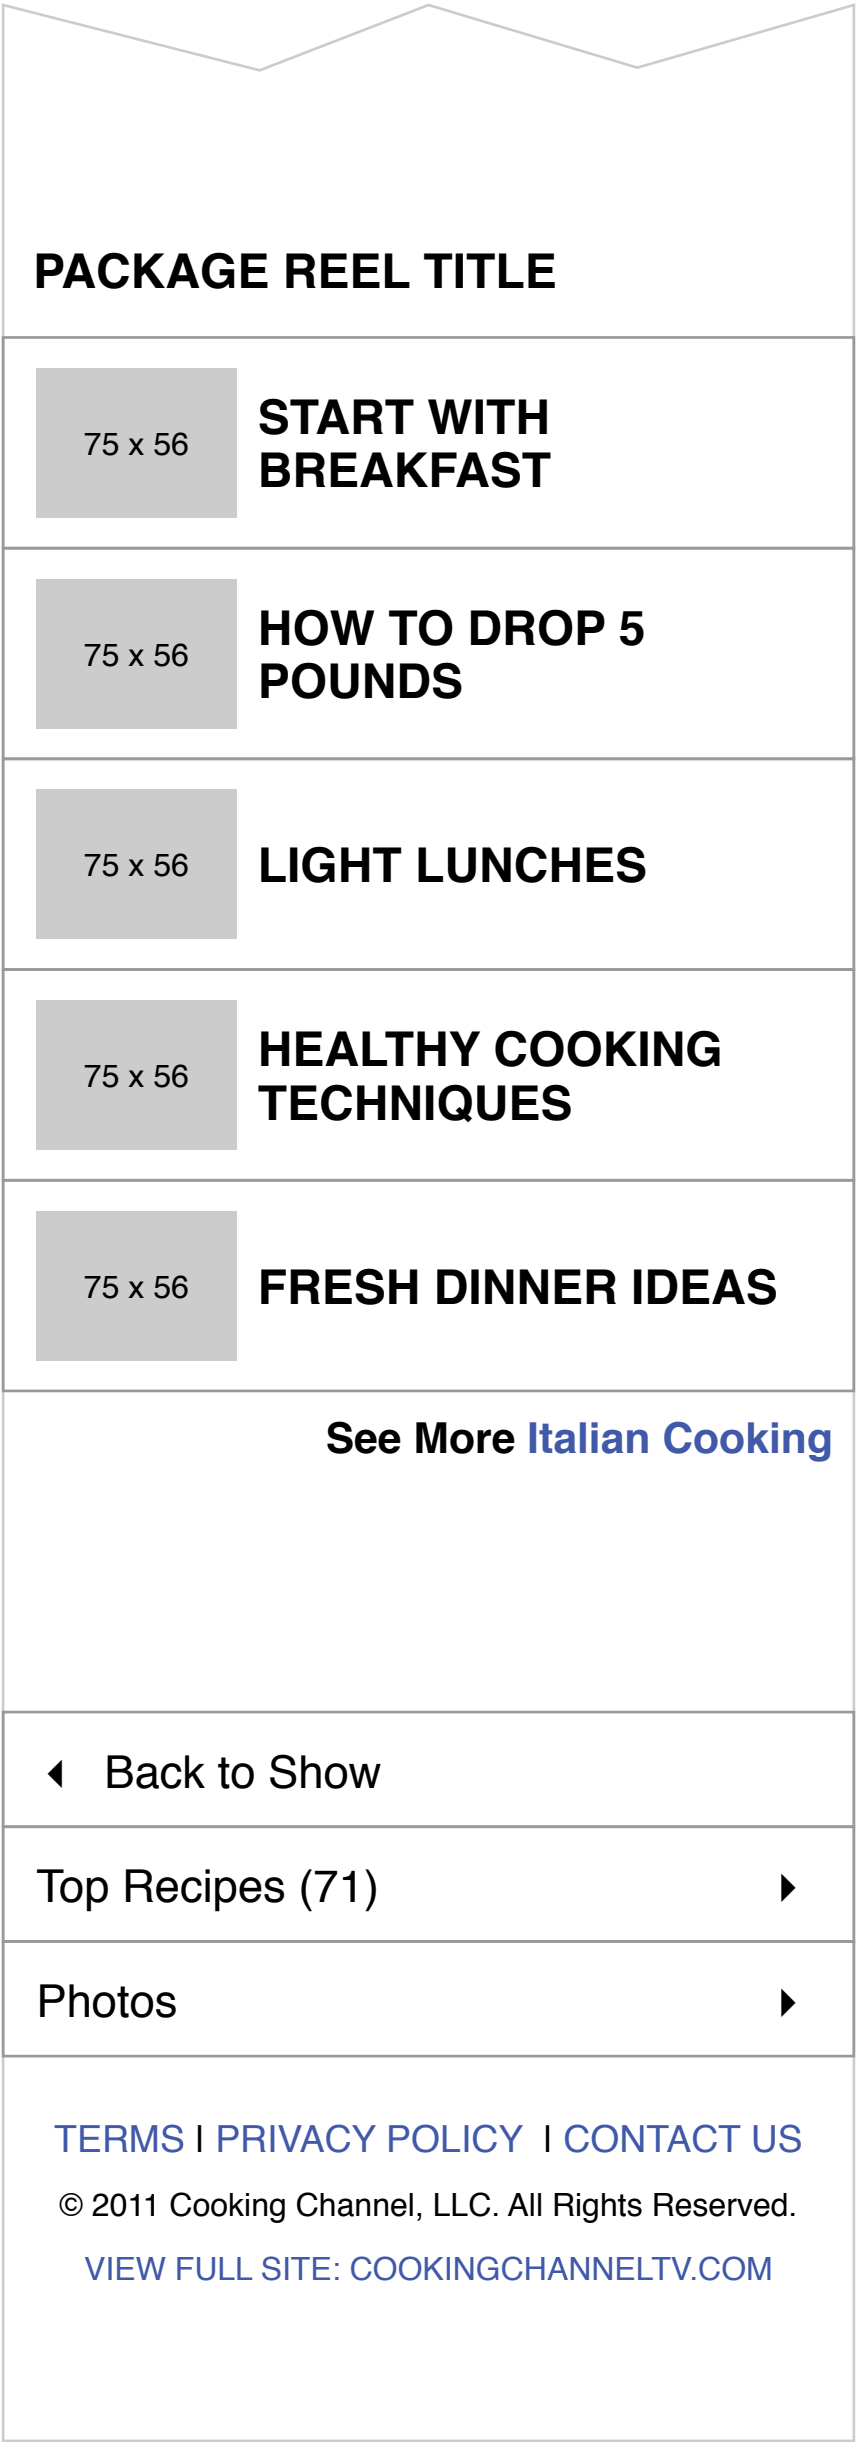 PACKAGE REEL TITLE
75 x 56
START WITH
BREAKFAST
75 x 56
HOW TO DROP 5
POUNDS
75 x 56
LIGHT LUNCHES
75 x 56
HEALTHY COOKING
TECHNIQUES
75 x 56
FRESH DINNER IDEAS
See More Italian Cooking
Back to Show
Top Recipes (71)
Photos
TERMS | PRIVACY POLICY | CONTACT US
© 2011 Cooking Channel, LLC. All Rights Reserved.
VIEW FULL SITE: COOKINGCHANNELTV.COM